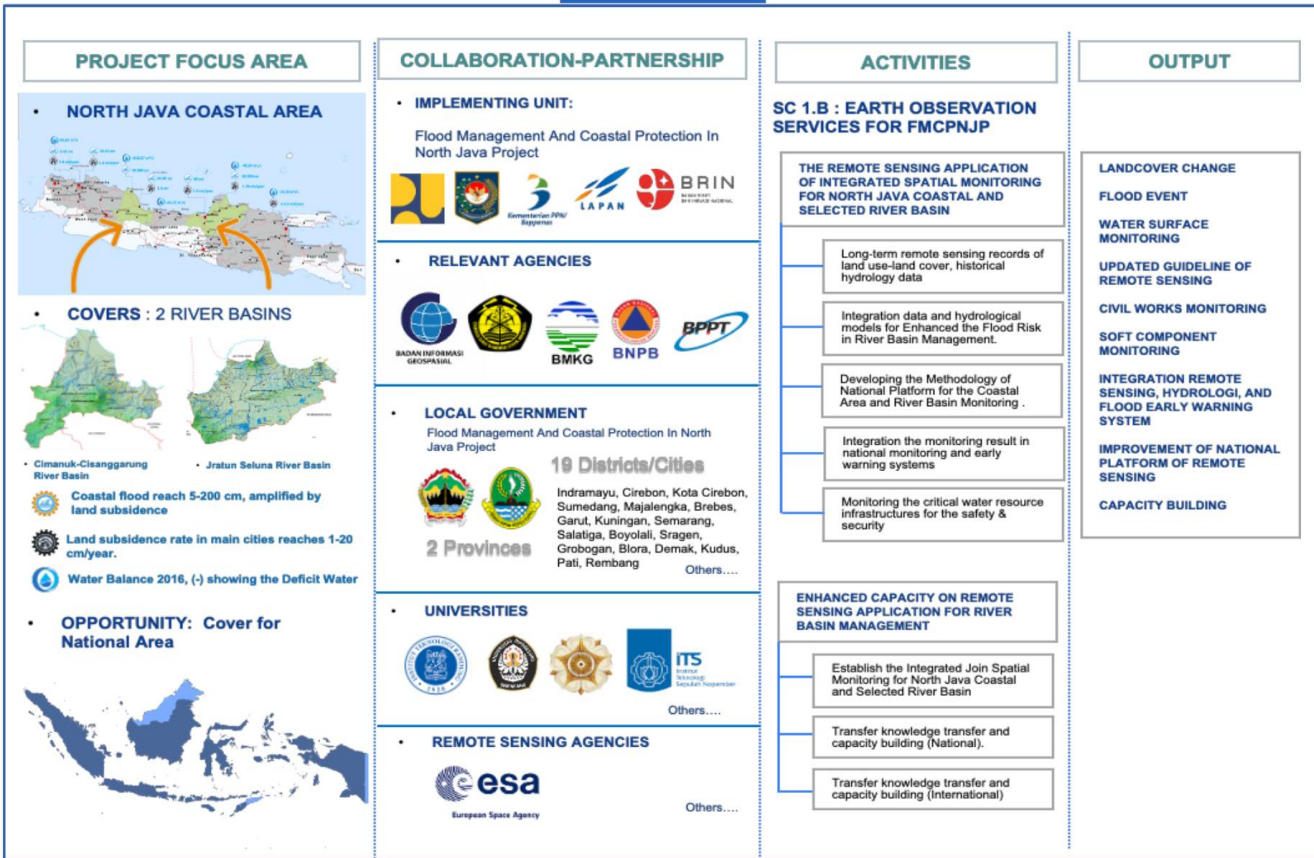 PROJECT FOCUS AREA
• NORTH JAVA COASTAL AREA
• COVERS : 2 RIVER BASINS
• Cimanuk-Cisanggarung
River Basin
• Jratun Seluna River Basin
Coastal flood reach 5-200 cm, amplified by
land subsidence
Land subsidence rate in main cities reaches 1-20
cm/year.
Water Balance 2016, (-) showing the Deficit Water
• OPPORTUNITY: Cover for
National Area
COLLABORATION-PARTNERSHIP
• IMPLEMENTING UNIT:
Flood Management And Coastal Protection In
North Java Project
Kementerian PPN/
Bappenas
LAPAN
BRIN
BADAN RISET
DAN INOVASI NASIONAL
• RELEVANT AGENCIES
BADAN INFORMASI
GEOSPASIAL
BMKG
BNPB
BPPT
• LOCAL GOVERNMENT
Flood Management And Coastal Protection In North
Java Project
19 Districts/Cities
2 Provinces
Indramayu, Cirebon, Kota Cirebon,
Sumedang, Majalengka, Brebes,
Garut, Kuningan, Semarang,
Salatiga, Boyolali, Sragen,
Grobogan, Blora, Demak, Kudus,
Pati, Rembang
Others....
• UNIVERSITIES
ITS
Institut
Teknologi
Sepuluh Nopember
Others....
• REMOTE SENSING AGENCIES
esa
European Space Agency
Others....
ACTIVITIES
SC 1.B : EARTH OBSERVATION
SERVICES FOR FMCPNJP
THE REMOTE SENSING APPLICATION
OF INTEGRATED SPATIAL MONITORING
FOR NORTH JAVA COASTAL AND
SELECTED RIVER BASIN
Long-term remote sensing records of
land use-land cover, historical
hydrology data
Integration data and hydrological
models for Enhanced the Flood Risk
in River Basin Management.
Developing the Methodology of
National Platform for the Coastal
Area and River Basin Monitoring .
Integration the monitoring result in
national monitoring and early
warning systems
Monitoring the critical water resource
infrastructures for the safety &
security
ENHANCED CAPACITY ON REMOTE
SENSING APPLICATION FOR RIVER
BASIN MANAGEMENT
Establish the Integrated Join Spatial
Monitoring for North Java Coastal
and Selected River Basin
Transfer knowledge transfer and
capacity building (National).
Transfer knowledge transfer and
capacity building (International)
OUTPUT
LANDCOVER CHANGE
FLOOD EVENT
WATER SURFACE
MONITORING
UPDATED GUIDELINE OF
REMOTE SENSING
CIVIL WORKS MONITORING
SOFT COMPONENT
MONITORING
INTEGRATION REMOTE
SENSING, HYDROLOGI, AND
FLOOD EARLY WARNING
SYSTEM
IMPROVEMENT OF NATIONAL
PLATFORM OF REMOTE
SENSING
CAPACITY BUILDING